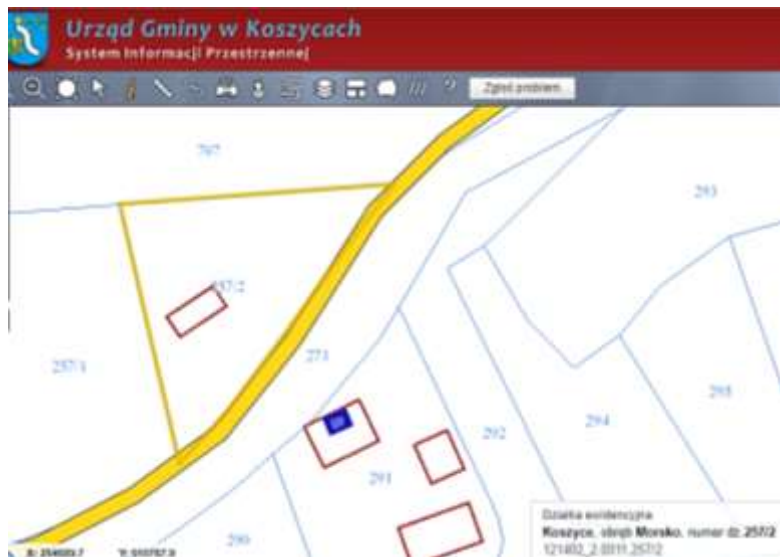 Urząd Gminy w Koszycach
System Informacji Przestrzennej
Zgłoś problem
293
257/2
257/1
271
295
294
292
291
290
Działka ewidencyjna
Koszyce, obręb Morsko, numer dz. 257/2
121402_2.0011.257/2